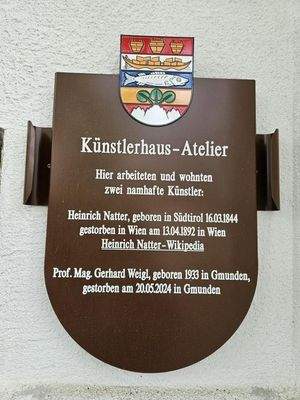 Künstlerhaus-Atelier
Hier arbeiteten und wohnten
zwei namhafte Künstler:
Heinrich Natter, geboren in Südtirol 16.03.1844
gestorben in Wien am 13.04.1892 in Wien
Heinrich Natter-Wikipedia
Prof. Mag. Gerhard Weigl, geboren 1933 in Gmunden,
gestorben am 20.05.2024 in Gmunden